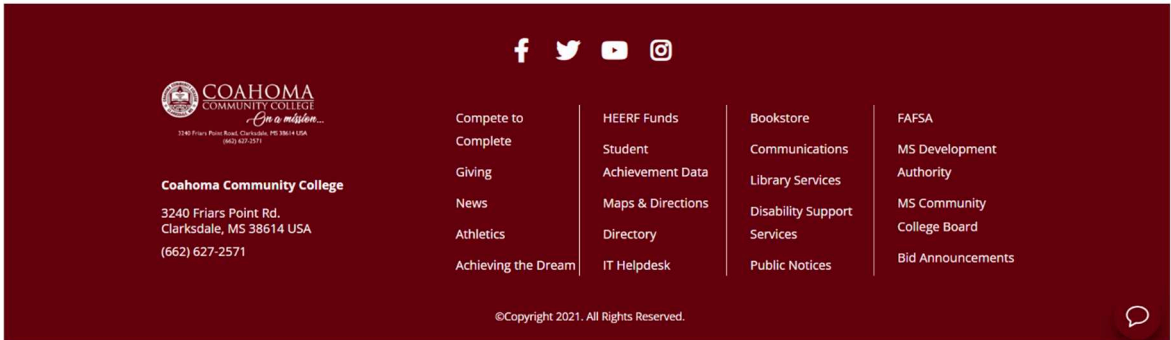 COAHOMA
COMMUNITY COLLEGE
On a mission...
3240 Friars Point Road, Clarksdale, MS 38614 USA
(662) 627-2571
Coahoma Community College
3240 Friars Point Rd.
Clarksdale, MS 38614 USA
(662) 627-2571
Compete to
Complete
Giving
News
Athletics
Achieving the Dream
HEERF Funds
Student
Achievement Data
Maps & Directions
Directory
IT Helpdesk
Bookstore
Communications
Library Services
Disability Support
Services
Public Notices
FAFSA
MS Development
Authority
MS Community
College Board
Bid Announcements
©Copyright 2021. All Rights Reserved.